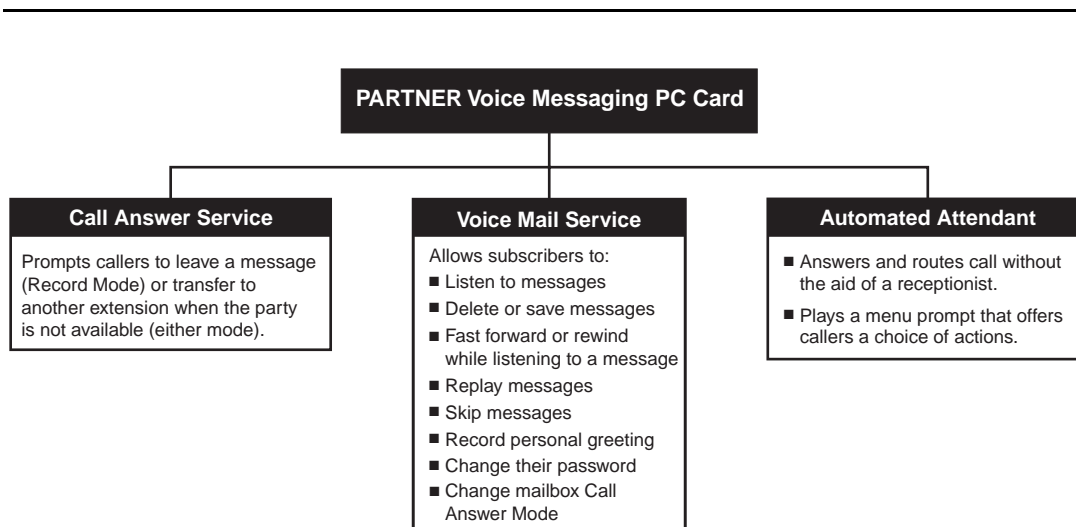 PARTNER Voice Messaging PC Card
Call Answer Service
Prompts callers to leave a message
(Record Mode) or transfer to
another extension when the party
is not available (either mode).
Voice Mail Service
Allows subscribers to:
■ Listen to messages
■ Delete or save messages
■ Fast forward or rewind
while listening to a message
■ Replay messages
■ Skip messages
■ Record personal greeting
■ Change their password
■ Change mailbox Call
Answer Mode
Automated Attendant
■ Answers and routes call without
the aid of a receptionist.
■ Plays a menu prompt that offers
callers a choice of actions.